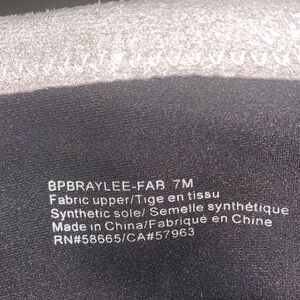 BPBRAYLEE-FAB 7M
Fabric upper/Tige en tissu
Synthetic sole/ Semelle synthétique
Made in China/Fabriqué en Chine
RN#58665/CA#57963